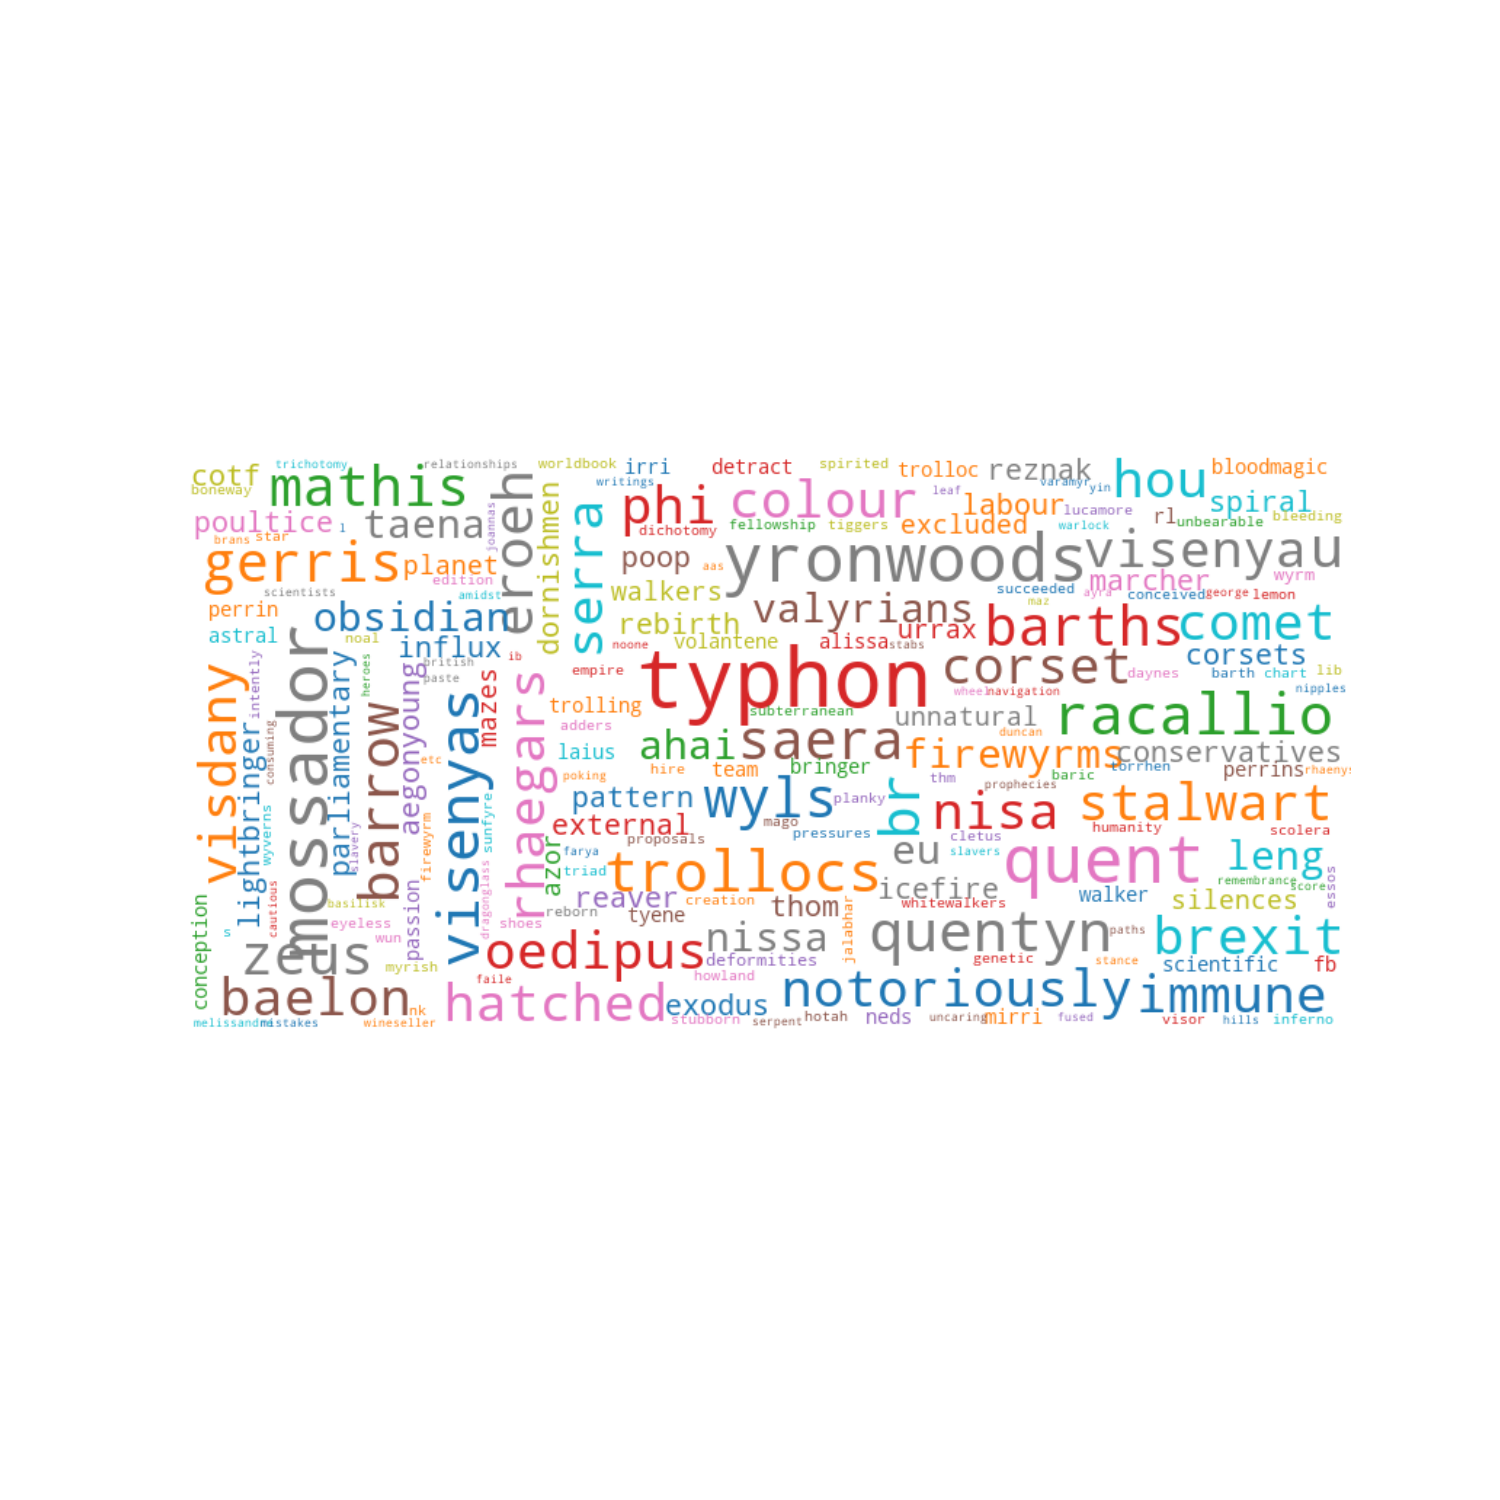 cotf
boneway
trichotomy
mathis
relationships
worldbook
irri
writings
detract
spirited
trolloc
reznak
varamyr
yin
hou
bloodmagic
spiral
poultice
l
taena
joannas
eroeh
dornishmen
serra
phi
dichotomy
colour
leaf
labour
lucamore
fellowship
tiggers
excluded
warlock
rl
unbearable
bleeding
brans
star
gerris
planet
edition
poop
aas
yronwoods
visenyau
marcher
wyrm
scientists
amidst
walkers
succeeded
maz
ayra
conceived
george
lemon
perrin
obsidian
rebirth
valyrians
urrax
barths
comet
astral
noal
influx
volantene
alissa
stabs
noone
ib
british
paste
intently
mossador
parliamentary
heroes
aegonyoung
mazes
rhaegars
empire
typhon
corset
daynes
corsets
barth
chart
lib
nipples
wheel
navigation
visdany
lightbringer
consuming
barrow
visenyas
trolling
subterranean
adders
unnatural
duncan
racallio
laius
ahai
saera
firewyrms
conservatives
etc
poking
hire
team
bringer
thm
torrhen
baric
perrins
rhaenys
prophecies
wyverns
slavery
firewyrm
sunfyre
pattern
wyls
planky
br
nisa
stalwart
external
mago
pressures
proposals
cletus
humanity
scolera
azor
farya
triad
trollocs
eu
slavers
quent
leng
remembrance
score
essos
conception
s
cautious
basilisk
eyeless
wun
passion
dragonglass
shoes
reborn
reaver
creation
tyene
thom
jalabhar
icefire
whitewalkers
walker
silences
zeus
myrish
oedipus
nissa
deformities
quentyn
paths
brexit
genetic
stance
scientific
fb
baelon
nk
faile
howland
hatched
exodus
notoriously
immune
melissandre
mistakes
wineseller
stubborn
serpent
hotah
neds
uncaring
mirri
fused
visor
hills
inferno